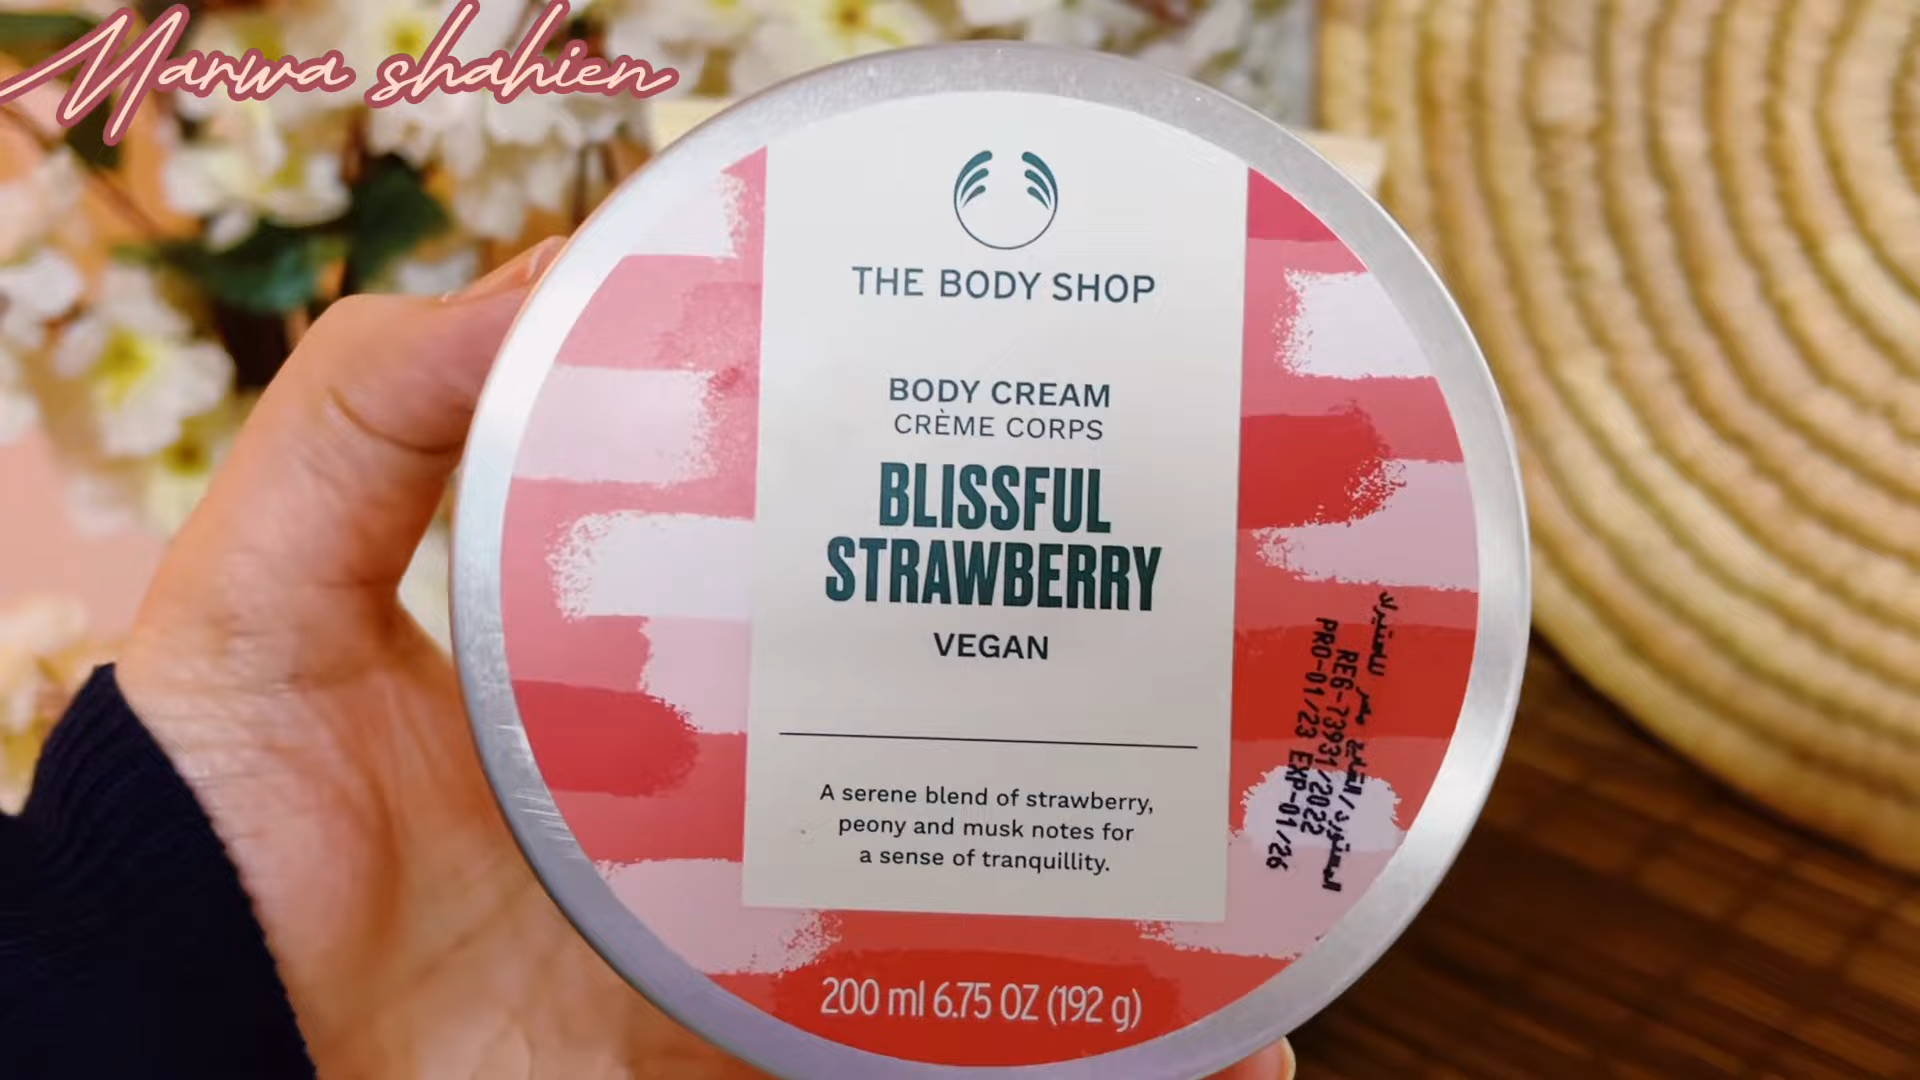 Marwa shahien
THE BODY SHOP
BODY CREAM
CRÈME CORPS
BLISSFUL
STRAWBERRY
VEGAN
A serene blend of strawberry,
peony and musk notes for
a sense of tranquillity.
200 ml 6.75 OZ (192 g)
REG-73931/2022
PRO-01/23 EXP-01/26